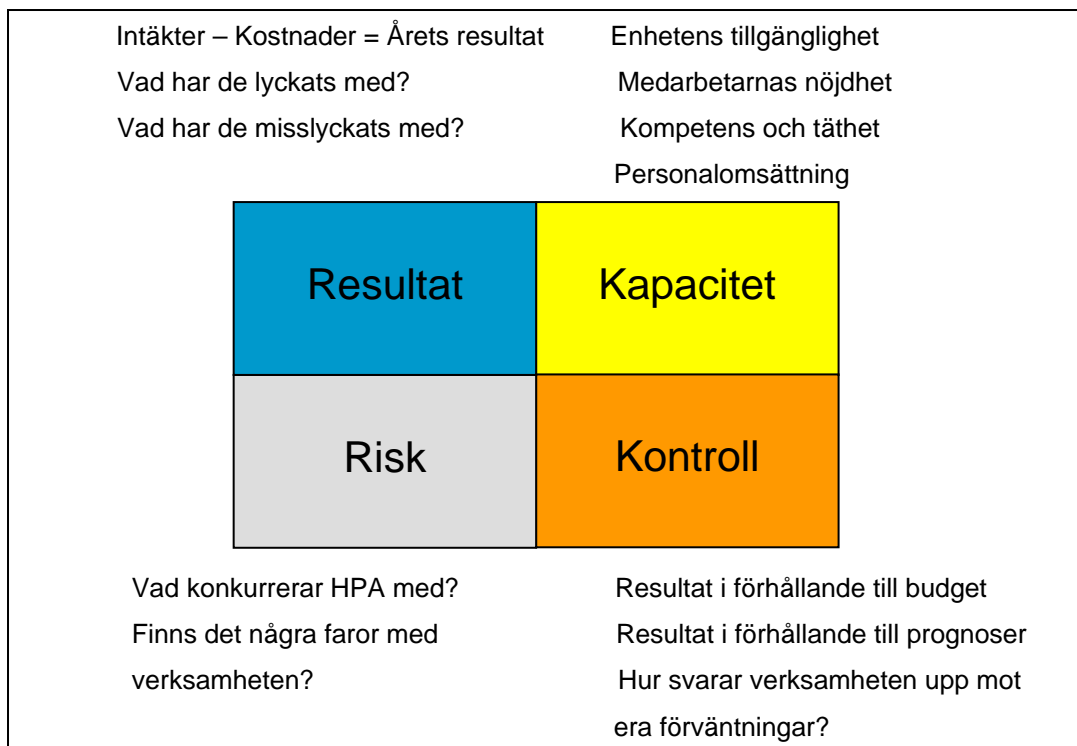 Intäkter – Kostnader = Årets resultat
Vad har de lyckats med?
Vad har de misslyckats med?
Enhetens tillgänglighet
Medarbetarnas nöjdhet
Kompetens och täthet
Personalomsättning
Resultat
Kapacitet
Risk
Kontroll
Vad konkurrerar HPA med?
Finns det några faror med
verksamheten?
Resultat i förhållande till budget
Resultat i förhållande till prognoser
Hur svarar verksamheten upp mot
era förväntningar?